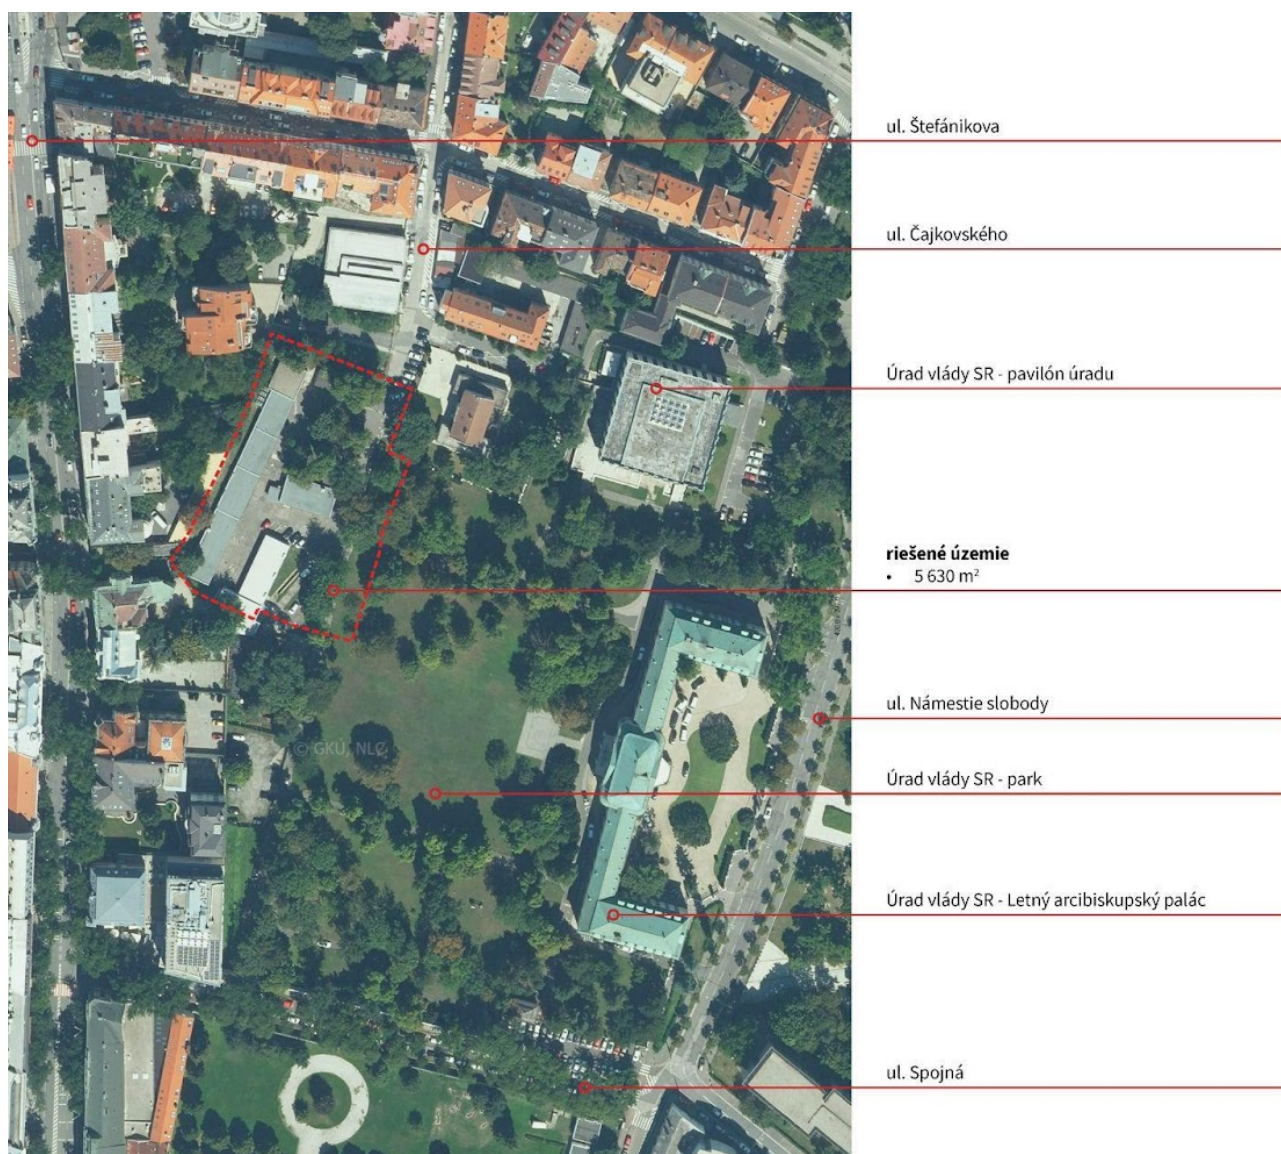 ul. Štefánikova
ul. Čajkovského
Úrad vlády SR - pavilón úradu
riešené územie
• 5 630 m²
ul. Námestie slobody
© GKÚ, NLC
Úrad vlády SR - park
Úrad vlády SR - Letný arcibiskupský palác
ul. Spojná